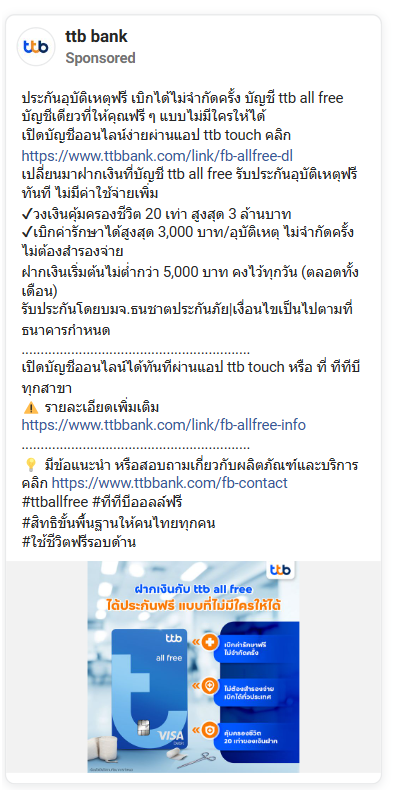 ttb
ttb bank
Sponsored
ประกันอุบัติเหตุฟรี เบิกได้ไม่จำกัดครั้ง บัญชี ttb all free
บัญชีเดียวที่ให้คุณฟรี ๆ แบบไม่มีใครให้ได้
เปิดบัญชีออนไลน์ง่ายผ่านแอป ttb touch คลิก
https://www.ttbbank.com/link/fb-allfree-dl
เปลี่ยนมาฝากเงินที่บัญชี ttb all free รับประกันอุบัติเหตุฟรี
ทันที ไม่มีค่าใช้จ่ายเพิ่ม
✓วงเงินคุ้มครองชีวิต 20 เท่า สูงสุด 3 ล้านบาท
✓เบิกค่ารักษาได้สูงสุด 3,000 บาท/อุบัติเหตุ ไม่จำกัดครั้ง
ไม่ต้องสำรองจ่าย
ฝากเงินเริ่มต้นไม่ต่ำกว่า 5,000 บาท คงไว้ทุกวัน (ตลอดทั้ง
เดือน)
รับประกันโดยบมจ.ธนชาตประกันภัย|เงื่อนไขเป็นไปตามที่
ธนาคารกำหนด
............................................................
เปิดบัญชีออนไลน์ได้ทันทีผ่านแอป ttb touch หรือ ที่ ทีทีบี
ทุกสาขา
⚠️ รายละเอียดเพิ่มเติม
https://www.ttbbank.com/link/fb-allfree-info
............................................................
💡 มีข้อแนะนำ หรือสอบถามเกี่ยวกับผลิตภัณฑ์และบริการ
คลิก https://www.ttbbank.com/fb-contact
#ttballfree #ทีทีบีออลล์ฟรี
#สิทธิขั้นพื้นฐานให้คนไทยทุกคน
#ใช้ชีวิตฟรีรอบด้าน
ttb
ฝากเงินกับ ttb all free
ได้ประกันฟรี แบบที่ไม่มีใครให้ได้
ttb
all free
เบิกค่ารักษาฟรี
ไม่จำกัดครั้ง
ไม่ต้องสำรองจ่าย
เบิกได้ทั่วประเทศ
คุ้มครองชีวิต
20 เท่าของเงินฝาก
VISA
DEBIT